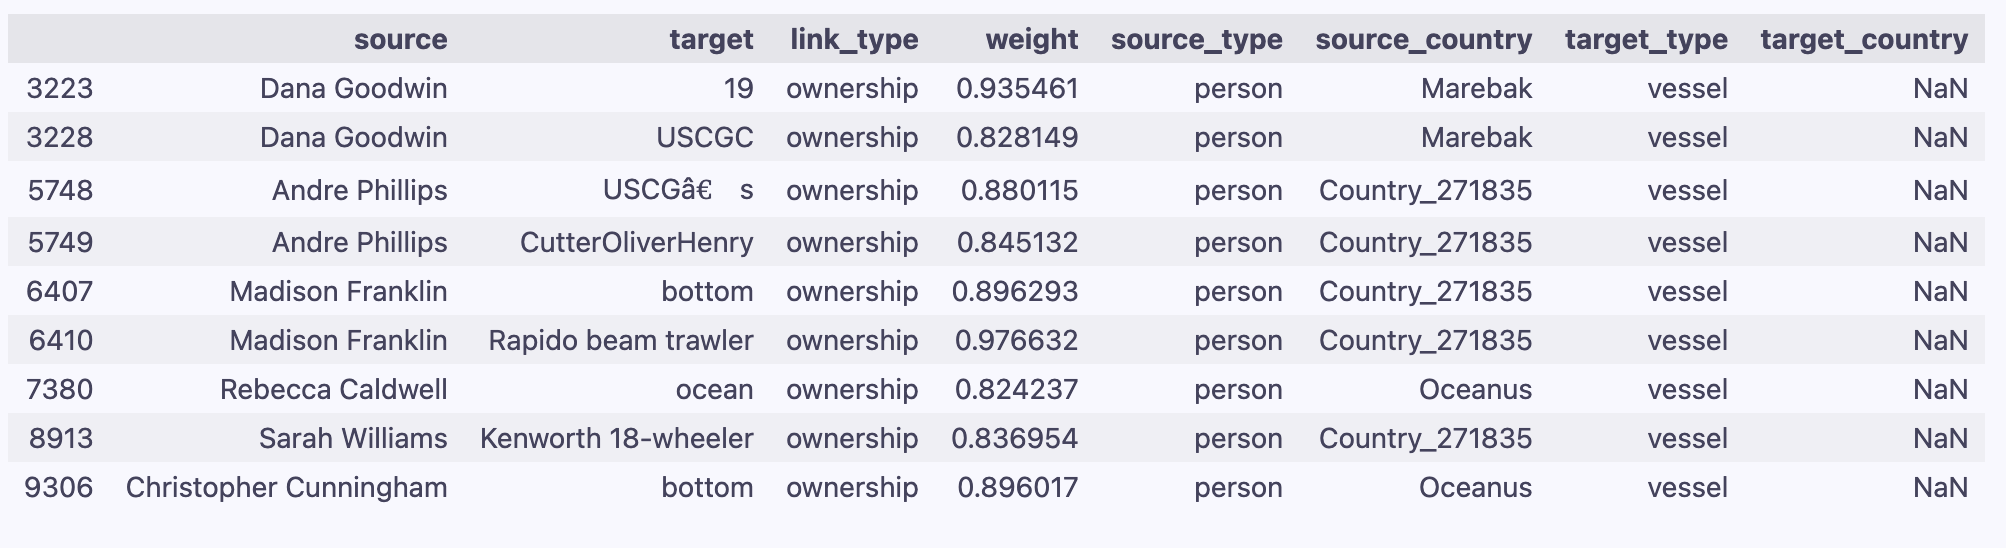 source target link_type weight source_type source_country target_type target_country
3223 Dana Goodwin 19 ownership 0.935461 person Marebak vessel NaN
3228 Dana Goodwin USCGC ownership 0.828149 person Marebak vessel NaN
5748 Andre Phillips USCGâ€ s ownership 0.880115 person Country_271835 vessel NaN
5749 Andre Phillips CutterOliverHenry ownership 0.845132 person Country_271835 vessel NaN
6407 Madison Franklin bottom ownership 0.896293 person Country_271835 vessel NaN
6410 Madison Franklin Rapido beam trawler ownership 0.976632 person Country_271835 vessel NaN
7380 Rebecca Caldwell ocean ownership 0.824237 person Oceanus vessel NaN
8913 Sarah Williams Kenworth 18-wheeler ownership 0.836954 person Country_271835 vessel NaN
9306 Christopher Cunningham bottom ownership 0.896017 person Oceanus vessel NaN